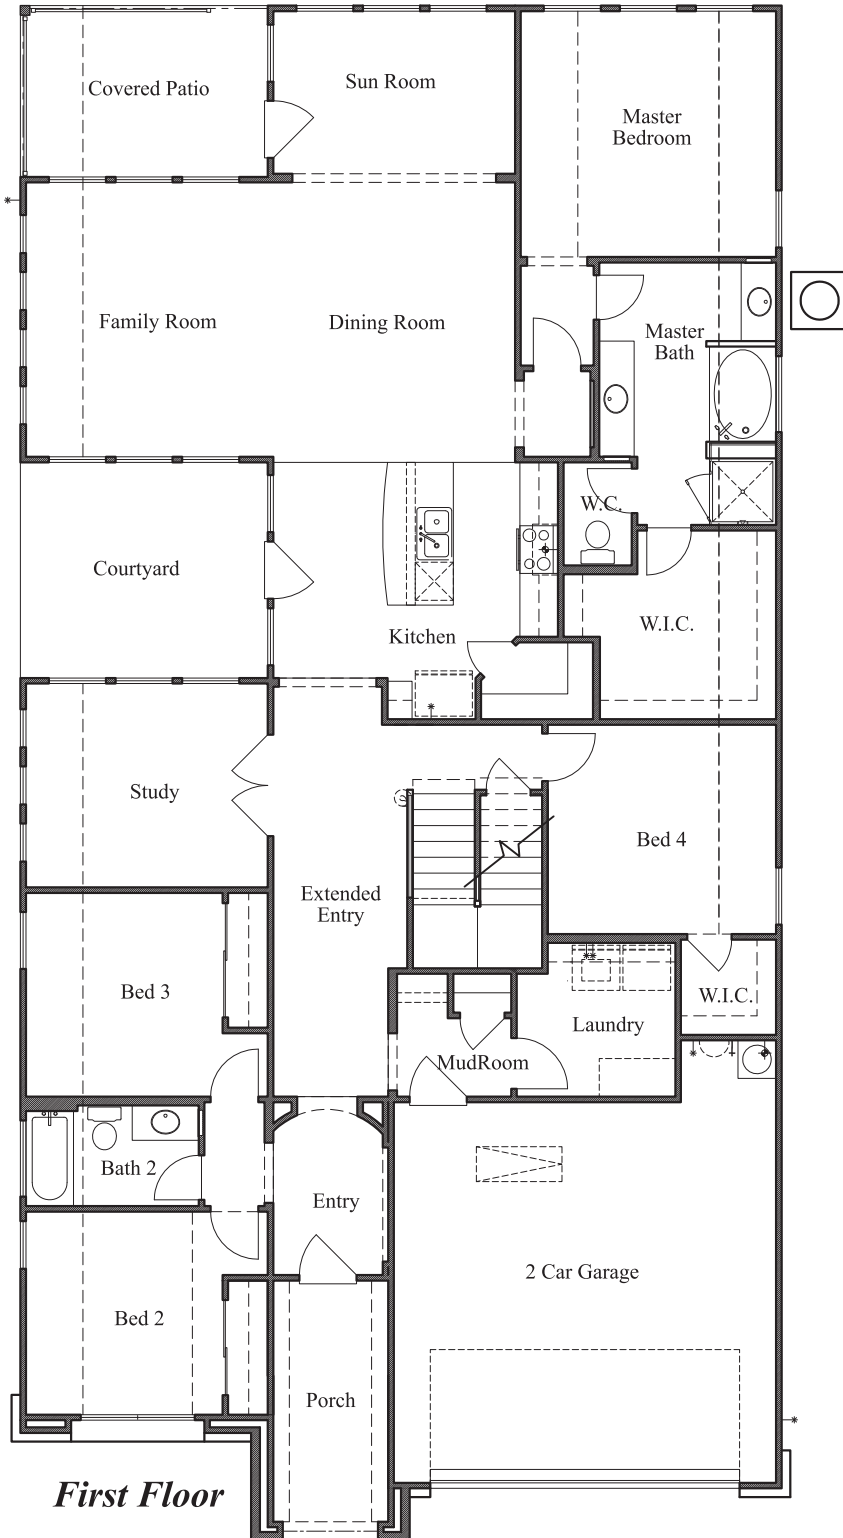 Covered Patio
Sun Room
Master
Bedroom
Family Room
Dining Room
Master
Bath
W.C.
Courtyard
Kitchen
W.I.C.
Study
Bed 4
Extended
Entry
Bed 3
W.I.C.
Laundry
MudRoom
Bath 2
Entry
2 Car Garage
Bed 2
Porch
First Floor